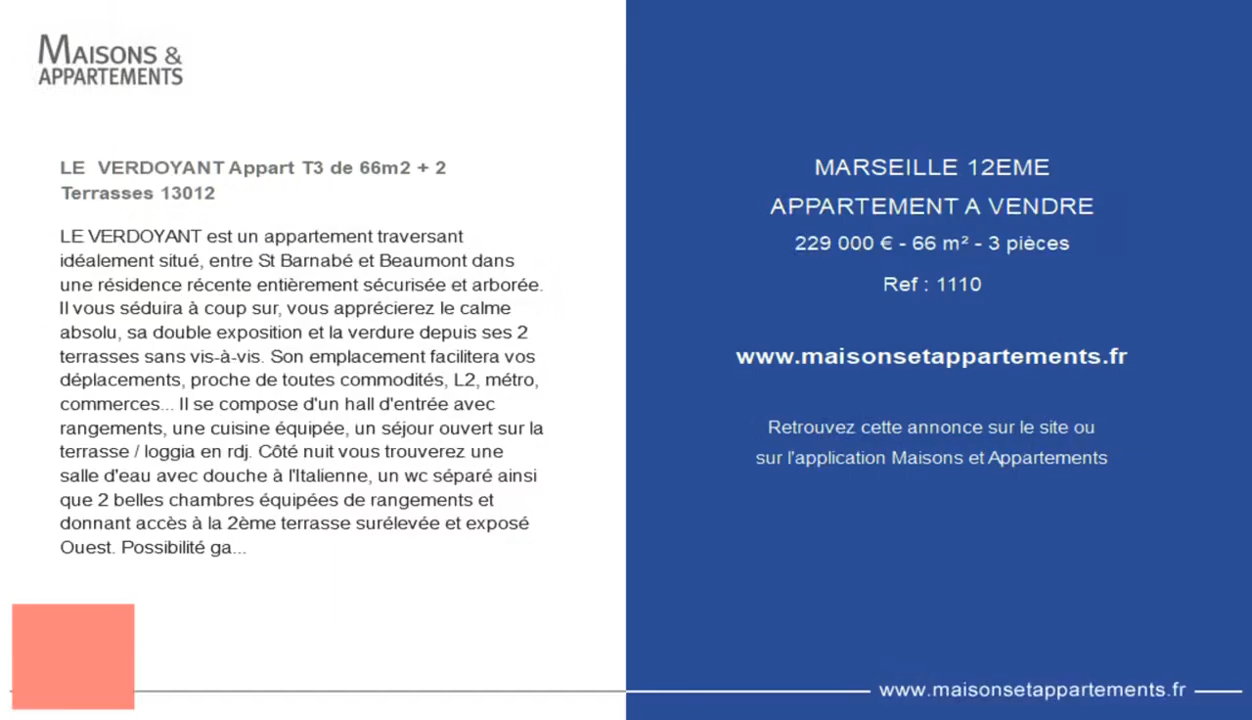 MAISONS &
APPARTEMENTS
LE VERDOYANT Appart T3 de 66m2 + 2
Terrasses 13012
LE VERDOYANT est un appartement traversant
idéalement situé, entre St Barnabé et Beaumont dans
une résidence récente entièrement sécurisée et arborée.
Il vous séduira à coup sur, vous apprécierez le calme
absolu, sa double exposition et la verdure depuis ses 2
terrasses sans vis-à-vis. Son emplacement facilitera vos
déplacements, proche de toutes commodités, L2, métro,
commerces... Il se compose d'un hall d'entrée avec
rangements, une cuisine équipée, un séjour ouvert sur la
terrasse / loggia en rdj. Côté nuit vous trouverez une
salle d'eau avec douche à l'Italienne, un wc séparé ainsi
que 2 belles chambres équipées de rangements et
donnant accès à la 2ème terrasse surélevée et exposé
Ouest. Possibilité ga...
MARSEILLE 12EME
APPARTEMENT A VENDRE
229 000 € - 66 m² - 3 pièces
Ref : 1110
www.maisonsetappartements.fr
Retrouvez cette annonce sur le site ou
sur l'application Maisons et Appartements
www.maisonsetappartements.fr